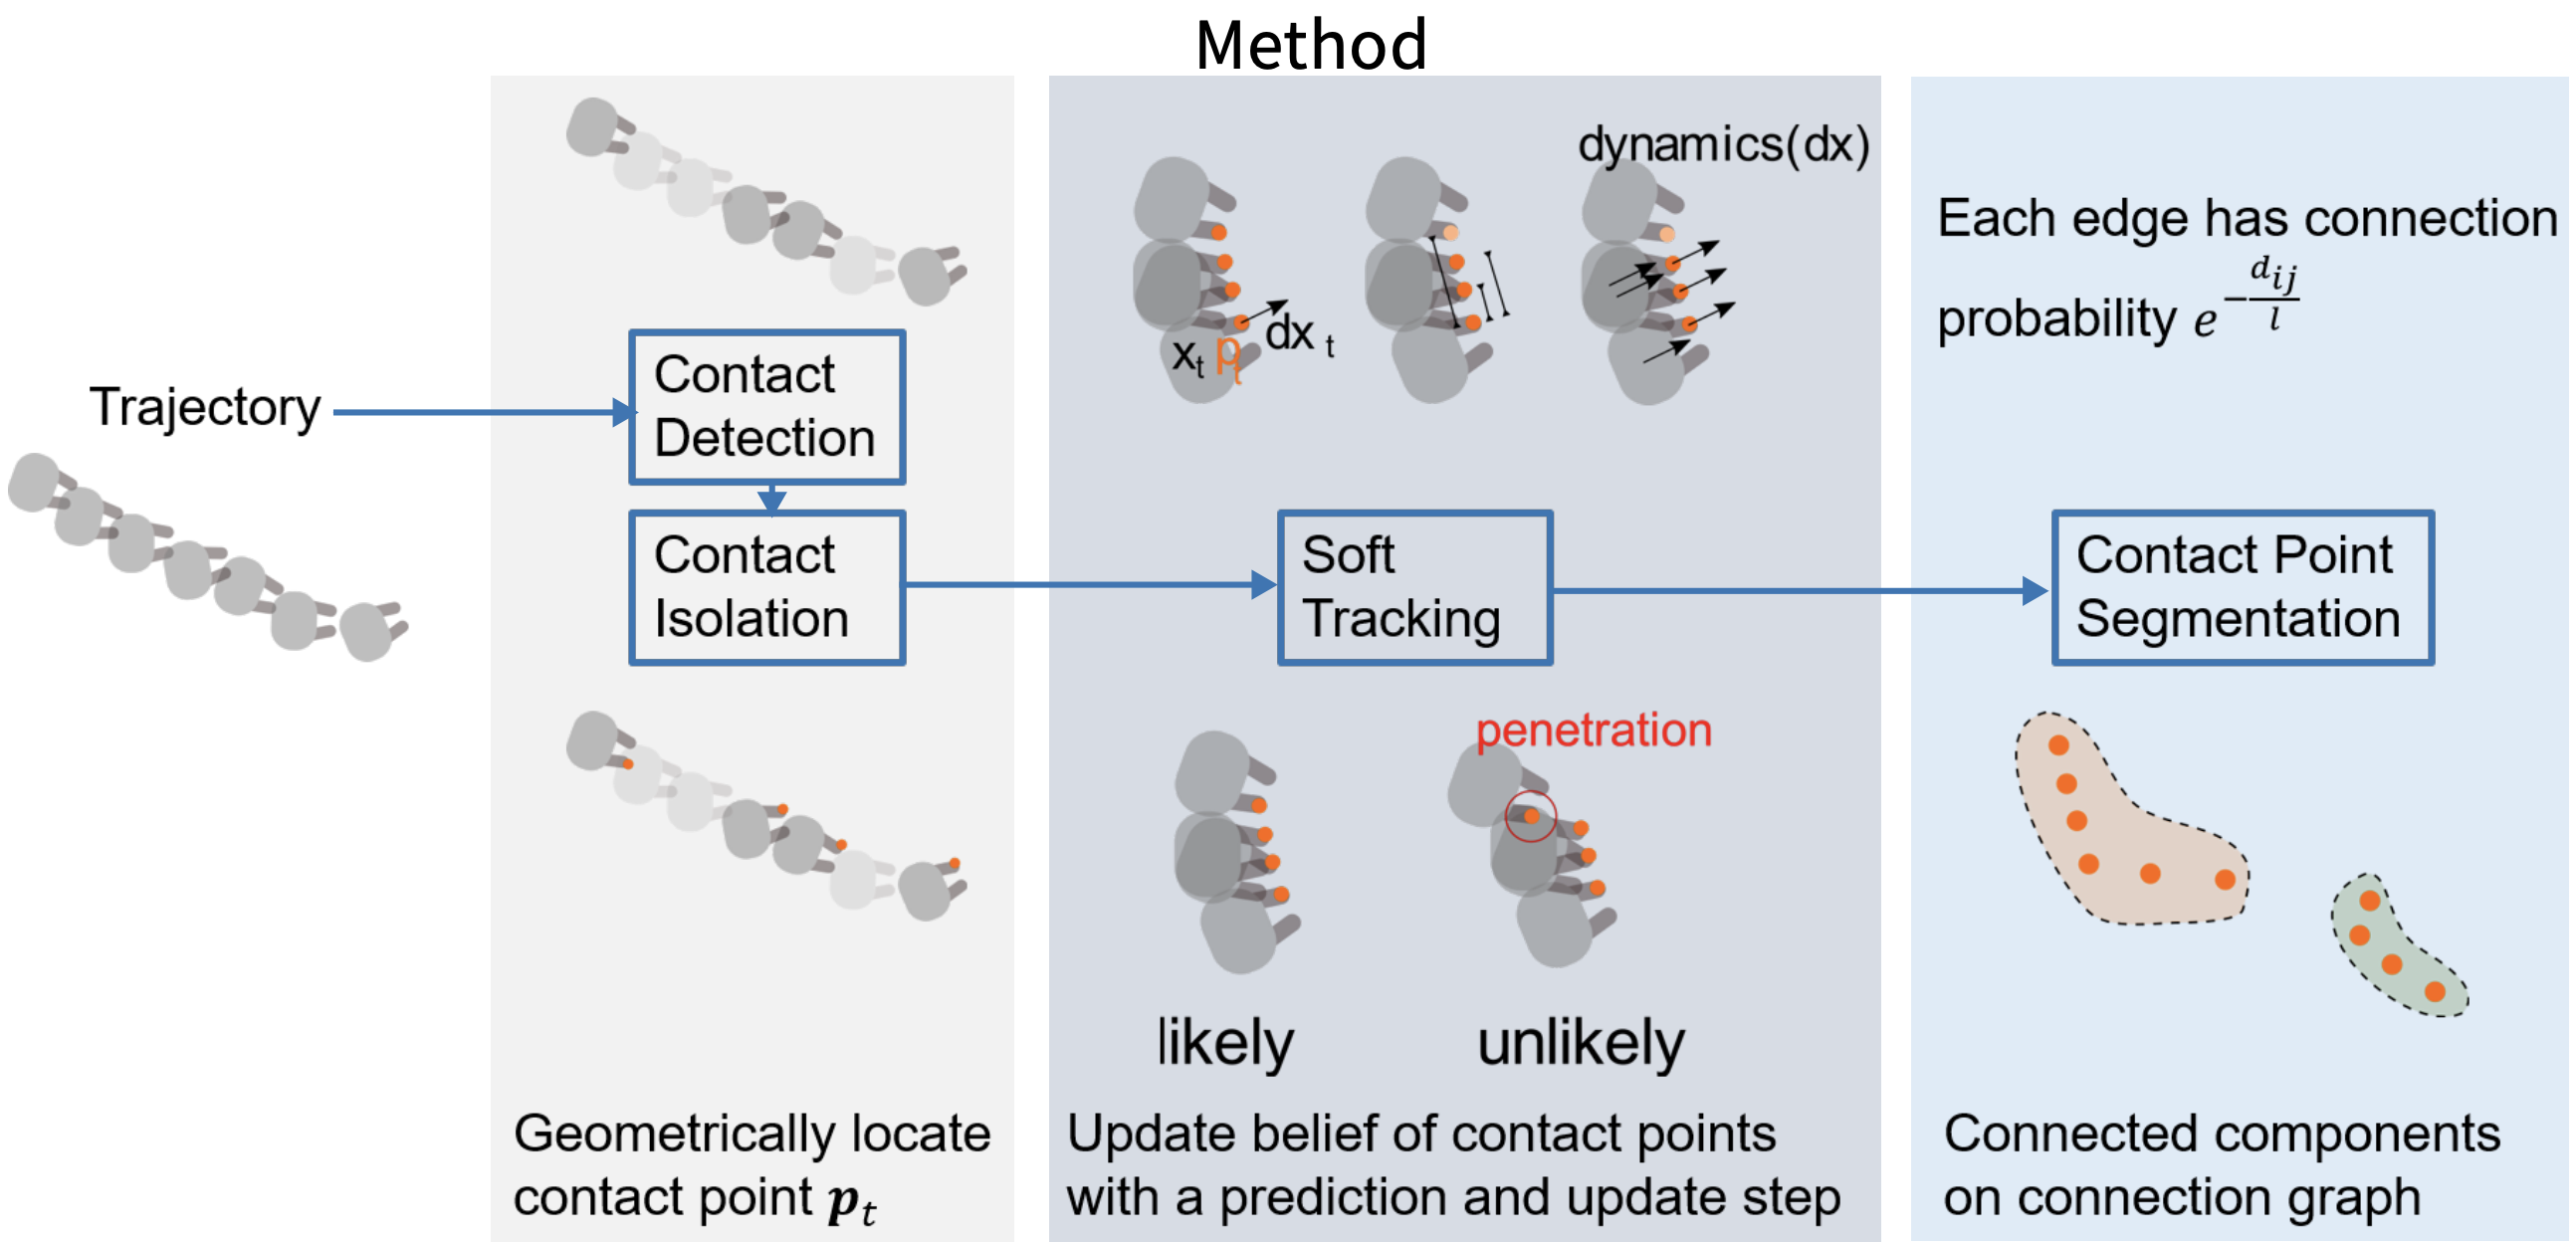 Method
Trajectory
Contact
Detection
Contact
Isolation
Geometrically locate
contact point p_t
dynamics(dx)
x_t p_t dx_t
Soft
Tracking
penetration
likely
unlikely
Update belief of contact points
with a prediction and update step
Each edge has connection
probability e^{-\frac{d_{ij}}{l}}
Contact Point
Segmentation
Connected components
on connection graph